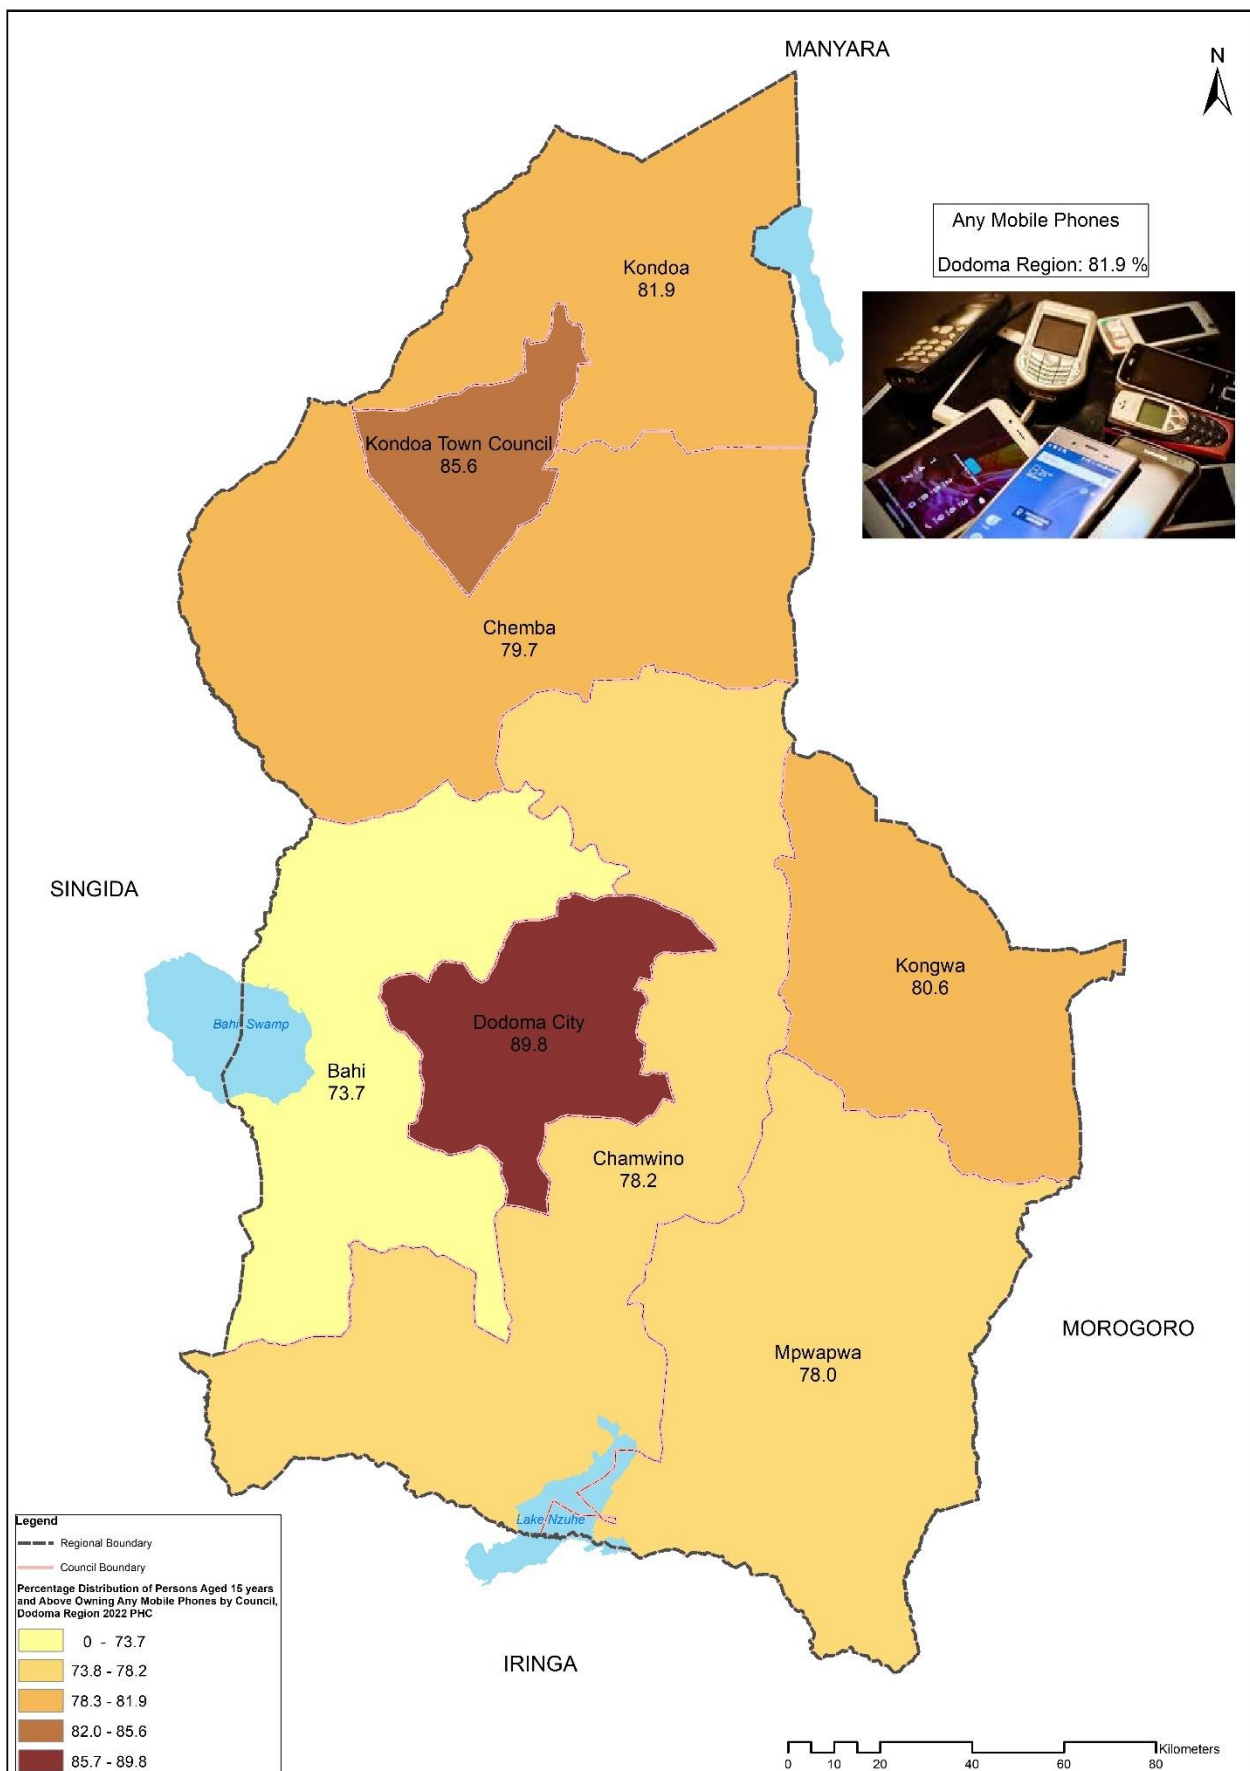 MANYARA
N
Any Mobile Phones
Dodoma Region: 81.9 %
Kondoa
81.9
Kondoa Town Council
85.6
Chemba
79.7
SINGIDA
Kongwa
80.6
Bahi Swamp
Dodoma City
89.8
Bahi
73.7
Chamwino
78.2
MOROGORO
Mpwapwa
78.0
Lake Nzuhe
IRINGA
Legend
Regional Boundary
Council Boundary
Percentage Distribution of Persons Aged 15 years
and Above Owning Any Mobile Phones by Council,
Dodoma Region 2022 PHC
0 - 73.7
73.8 - 78.2
78.3 - 81.9
82.0 - 85.6
85.7 - 89.8
Kilometers
0 10 20 40 60 80